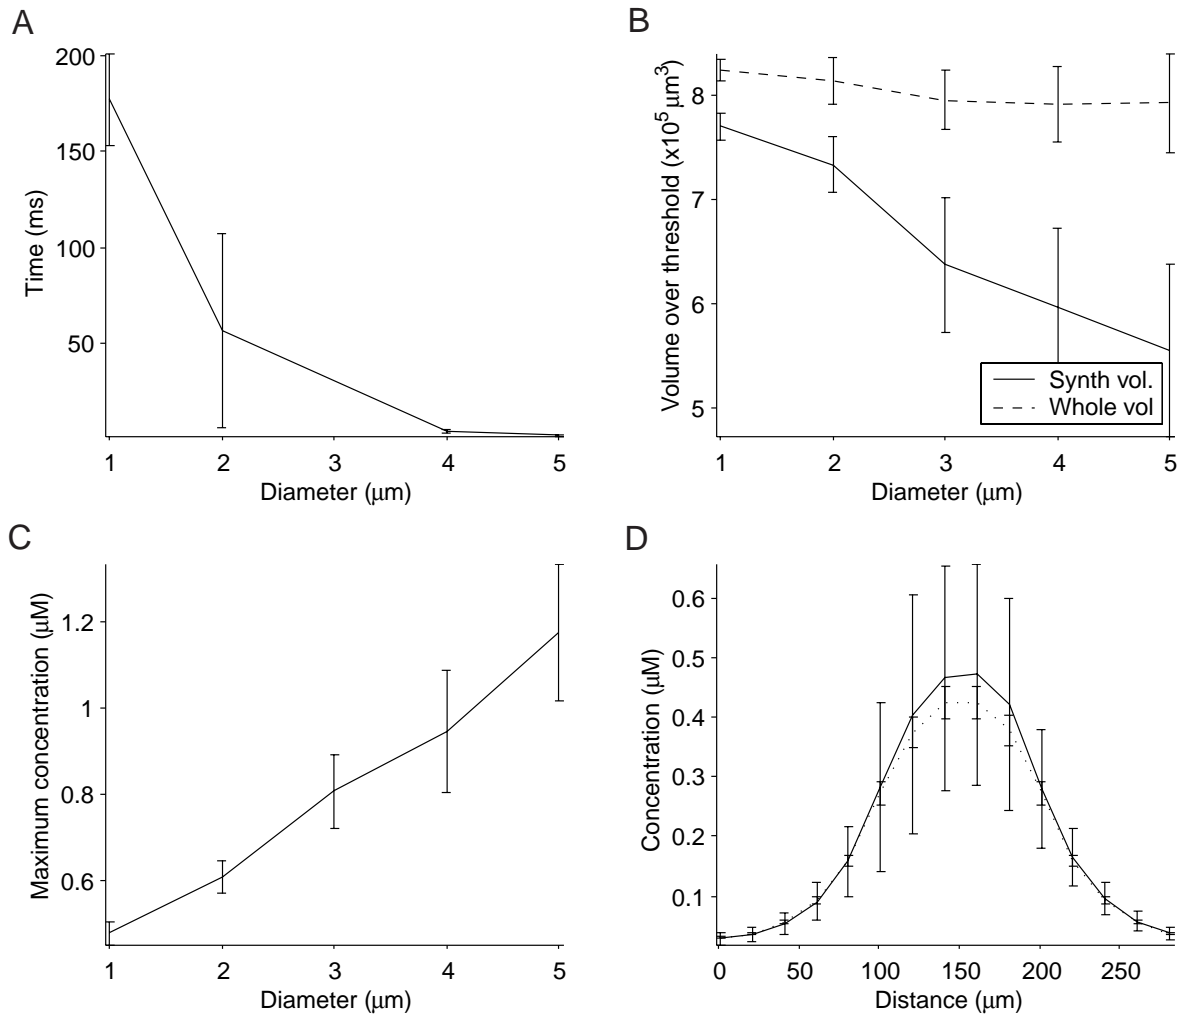 A
200
150
100
50
Time (ms)
1 2 3 4 5
Diameter (μm)
B
8
7
6
5
Volume over threshold (x10⁵ μm³)
Synth vol.
Whole vol
1 2 3 4 5
Diameter (μm)
C
1.2
1
0.8
0.6
Maximum concentration (μM)
1 2 3 4 5
Diameter (μm)
D
0.6
0.5
0.4
0.3
0.2
0.1
Concentration (μM)
0 50 100 150 200 250
Distance (μm)